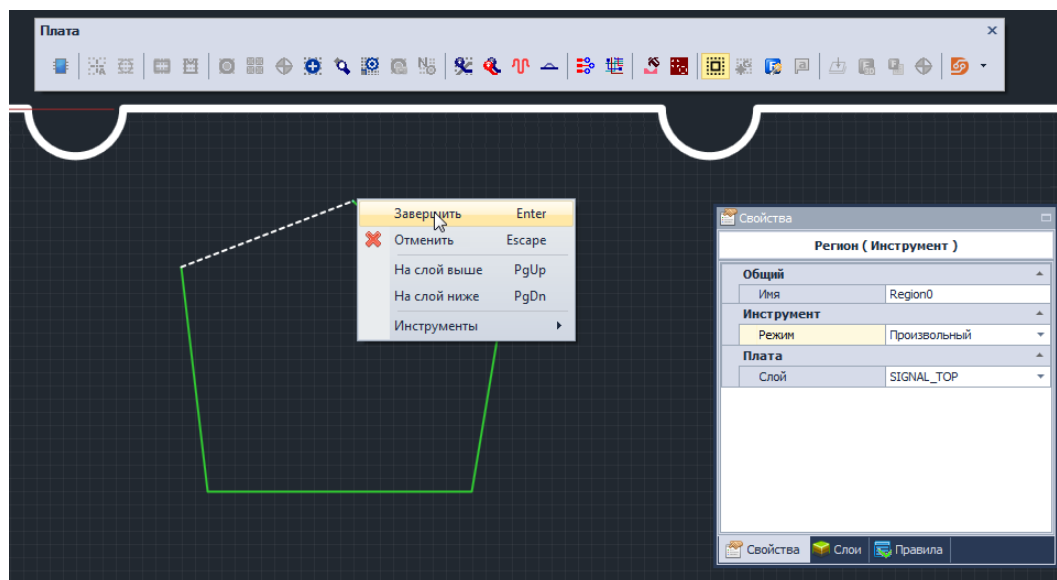 Плата
Завершить Enter
Отменить Escape
На слой выше PgUp
На слой ниже PgDn
Инструменты
Свойства
Регион ( Инструмент )
Общий
Имя Region0
Инструмент
Режим Произвольный
Плата
Слой SIGNAL_TOP
Свойства Слои Правила